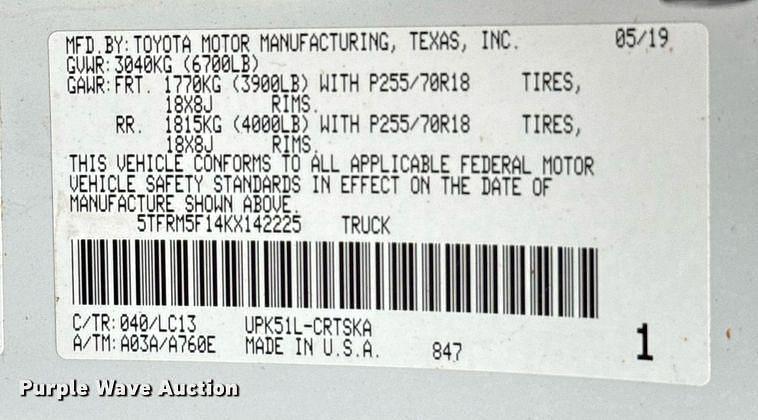 MFD.BY: TOYOTA MOTOR MANUFACTURING, TEXAS, INC. 05/19
GVWR: 3040KG (6700LB)
GAWR: FRT. 1770KG (3900LB) WITH P255/70R18 TIRES,
18X8J RIMS.
RR. 1815KG (4000LB) WITH P255/70R18 TIRES,
18X8J RIMS.
THIS VEHICLE CONFORMS TO ALL APPLICABLE FEDERAL MOTOR
VEHICLE SAFETY STANDARDS IN EFFECT ON THE DATE OF
MANUFACTURE SHOWN ABOVE.
5TFRM5F14KX142225 TRUCK
C/TR: 040/LC13 UPK51L-CRTSKA
A/TM: A03A/A760E MADE IN U.S.A. 847 1
Purple Wave Auction